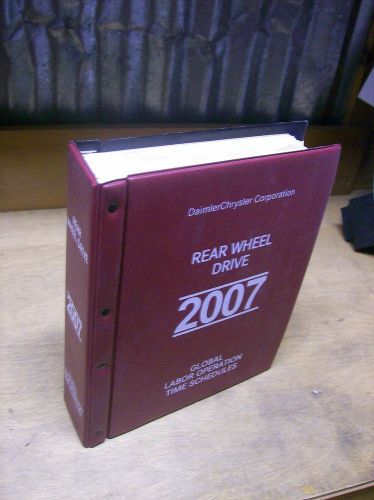 DaimlerChrysler Corporation
REAR WHEEL
DRIVE
2007
GLOBAL
LABOR OPERATION
TIME SCHEDULES
REAR WHEEL
DRIVE
2007